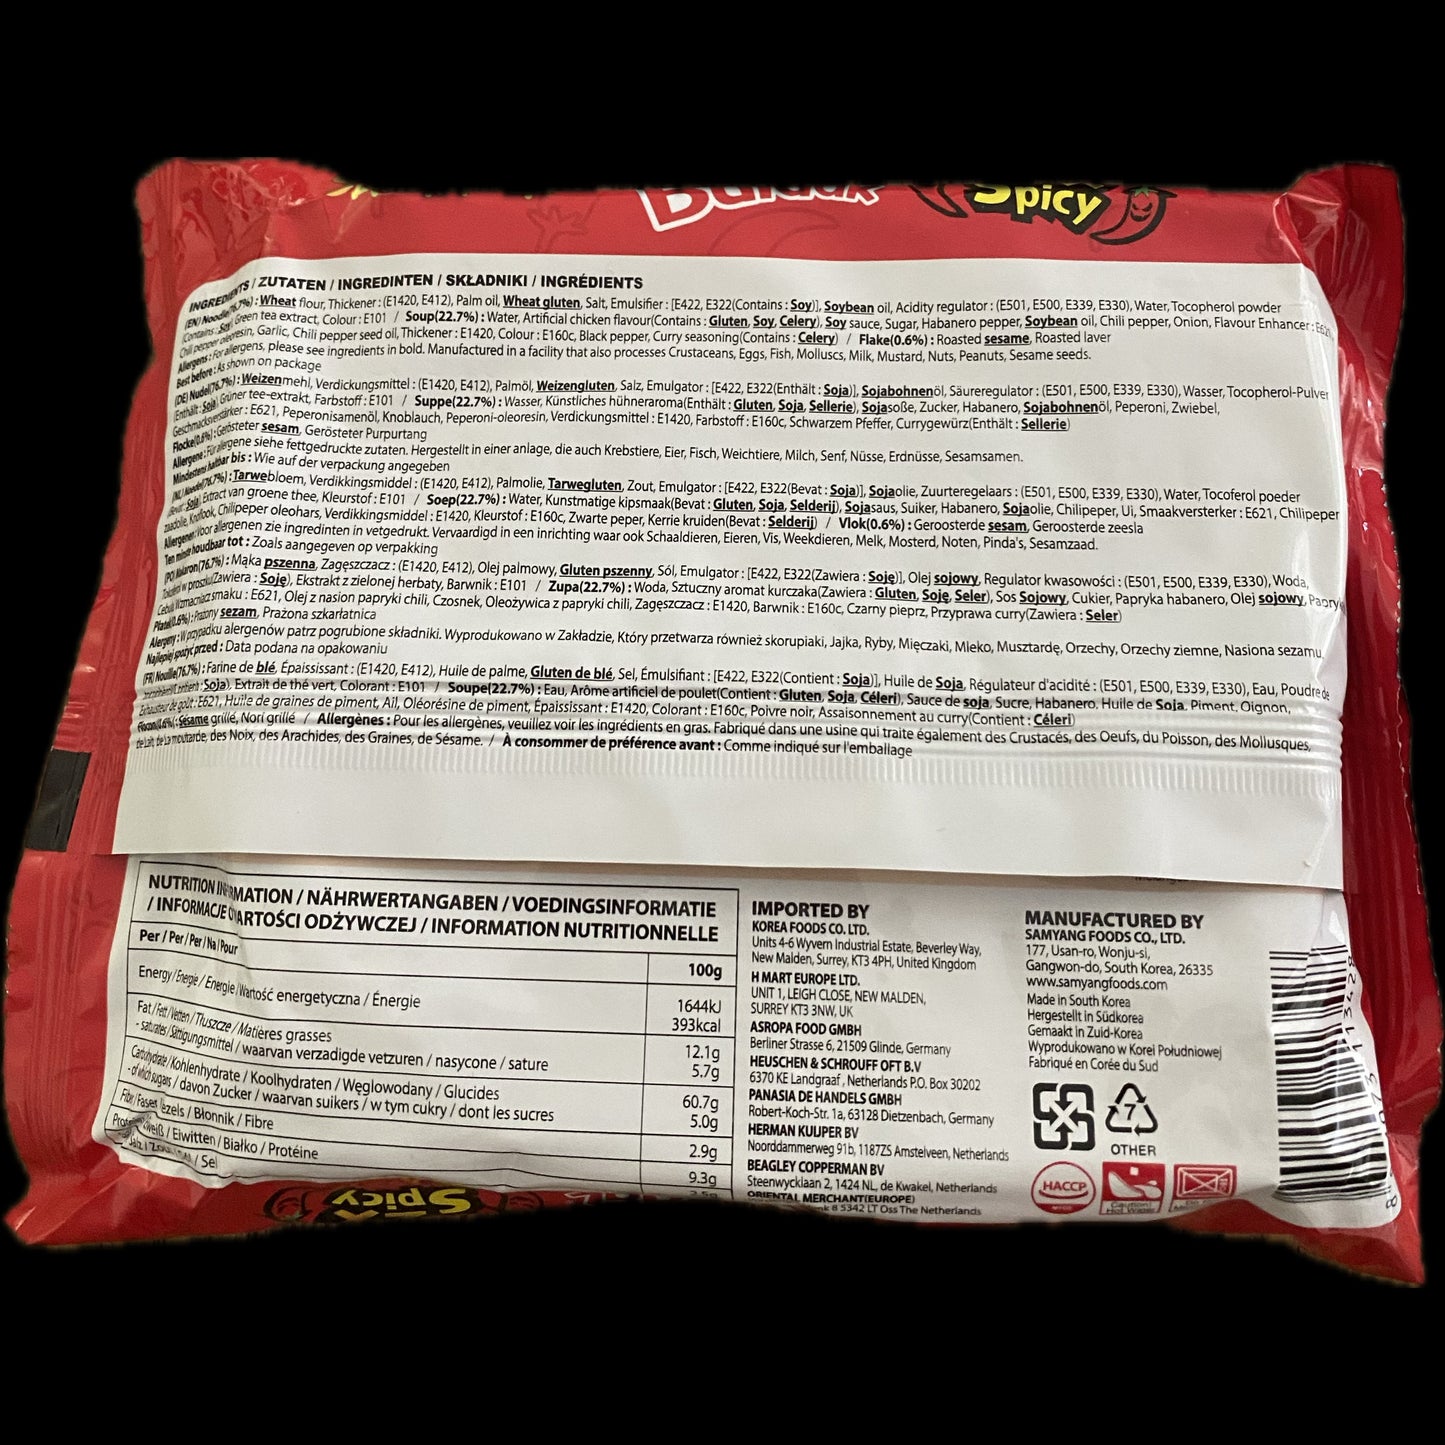 Buldak
Spicy
INGREDIENTS / ZUTATEN / INGREDINTEN / SKŁADNIKI / INGRÉDIENTS
(EN) Noodle(76.7%) : Wheat flour, Thickener : (E1420, E412), Palm oil, Wheat gluten, Salt, Emulsifier : [E422, E322(Contains : Soy)], Soybean oil, Acidity regulator : (E501, E500, E339, E330), Water, Tocopherol powder
(Contains : Soy), Green tea extract, Colour : E101 / Soup(22.7%) : Water, Artificial chicken flavour(Contains : Gluten, Soy, Celery), Soy sauce, Sugar, Habanero pepper, Soybean oil, Chili pepper, Onion, Flavour Enhancer : E621,
Chili pepper oleoresin, Garlic, Chili pepper seed oil, Thickener : E1420, Colour : E160c, Black pepper, Curry seasoning(Contains : Celery) / Flake(0.6%) : Roasted sesame, Roasted laver
Allergens : For allergens, please see ingredients in bold. Manufactured in a facility that also processes Crustaceans, Eggs, Fish, Molluscs, Milk, Mustard, Nuts, Peanuts, Sesame seeds.
Best before : As shown on package
(DE) Nudel(76.7%) : Weizenmehl, Verdickungsmittel : (E1420, E412), Palmöl, Weizengluten, Salz, Emulgator : [E422, E322(Enthält : Soja)], Sojabohnenöl, Säureregulator : (E501, E500, E339, E330), Wasser, Tocopherol-Pulver
(Enthält : Soja), Grüner tee-extrakt, Farbstoff : E101 / Suppe(22.7%) : Wasser, Künstliches hühneraroma(Enthält : Gluten, Soja, Sellerie), Sojasoße, Zucker, Habanero, Sojabohnenöl, Peperoni, Zwiebel,
Geschmacksverstärker : E621, Peperonisamenöl, Knoblauch, Peperoni-oleoresin, Verdickungsmittel : E1420, Farbstoff : E160c, Schwarzem Pfeffer, Currygewürz(Enthält : Sellerie)
Flocke(0.6%) : Gerösteter sesam, Gerösteter Purpurtang
Allergene : Für allergene siehe fettgedruckte zutaten. Hergestellt in einer anlage, die auch Krebstiere, Eier, Fisch, Weichtiere, Milch, Senf, Nüsse, Erdnüsse, Sesamsamen.
Mindestens haltbar bis : Wie auf der verpackung angegeben
(NL) Noedel(76.7%) : Tarwebloem, Verdikkingsmiddel : (E1420, E412), Palmolie, Tarwegluten, Zout, Emulgator : [E422, E322(Bevat : Soja)], Sojaolie, Zuurteregelaars : (E501, E500, E339, E330), Water, Tocoferol poeder
(Bevat : Soja), Extract van groene thee, Kleurstof : E101 / Soep(22.7%) : Water, Kunstmatige kipsmaak(Bevat : Gluten, Soja, Selderij), Sojasaus, Suiker, Habanero, Sojaolie, Chilipeper, Ui, Smaakversterker : E621, Chilipeper
zaadolie, Knoflook, Chilipeper oleohars, Verdikkingsmiddel : E1420, Kleurstof : E160c, Zwarte peper, Kerrie kruiden(Bevat : Selderij) / Vlok(0.6%) : Geroosterde sesam, Geroosterde zeesla
Allergenen : Voor allergenen zie ingredinten in vetgedrukt. Vervaardigd in een inrichting waar ook Schaaldieren, Eieren, Vis, Weekdieren, Melk, Mosterd, Noten, Pinda's, Sesamzaad.
Ten minste houdbaar tot : Zoals aangegeven op verpakking
(PO) Makaron(76.7%) : Mąka pszenna, Zagęszczacz : (E1420, E412), Olej palmowy, Gluten pszenny, Sól, Emulgator : [E422, E322(Zawiera : Soję)], Olej sojowy, Regulator kwasowości : (E501, E500, E339, E330), Woda,
Tokoferol w proszku(Zawiera : Soję), Ekstrakt z zielonej herbaty, Barwnik : E101 / Zupa(22.7%) : Woda, Sztuczny aromat kurczaka(Zawiera : Gluten, Soję, Seler), Sos Sojowy, Cukier, Papryka habanero, Olej sojowy, Papryka
Cebula Wzmacniacz smaku : E621, Olej z nasion papryki chili, Czosnek, Oleożywica z papryki chili, Zagęszczacz : E1420, Barwnik : E160c, Czarny pieprz, Przyprawa curry(Zawiera : Seler)
Płatki(0.6%) : Prażony sezam, Prażona szkarłatnica
Alergeny : W przypadku alergenów patrz pogrubione składniki. Wyprodukowano w Zakładzie, Który przetwarza również skorupiaki, Jajka, Ryby, Mięczaki, Mleko, Musztardę, Orzechy, Orzechy ziemne, Nasiona sezamu
Najlepiej spożyć przed : Data podana na opakowaniu
(FR) Nouille(76.7%) : Farine de blé, Épaississant : (E1420, E412), Huile de palme, Gluten de blé, Sel, Émulsifiant : [E422, E322(Contient : Soja)], Huile de Soja, Régulateur d'acidité : (E501, E500, E339, E330), Eau, Poudre de
(Contient : Soja), Extrait de thé vert, Colorant : E101 / Soupe(22.7%) : Eau, Arôme artificiel de poulet(Contient : Gluten, Soja, Céleri), Sauce de soja, Sucre, Habanero, Huile de Soja, Piment, Oignon,
Exhausteur de goût : E621, Huile de graines de piment, Ail, Oléorésine de piment, Épaississant : E1420, Colorant : E160c, Poivre noir, Assaisonnement au curry(Contient : Céleri)
Flocon(0.6%) : Sésame grillé, Nori grillé / Allergènes : Pour les allergènes, veuillez voir les ingrédients en gras. Fabriqué dans une usine qui traite également des Crustacés, des Oeufs, du Poisson, des Mollusques,
de Lait, de La moutarde, des Noix, des Arachides, des Graines, de Sésame. / À consommer de préférence avant : Comme indiqué sur l'emballage
NUTRITION INFORMATION / NÄHRWERTANGABEN / VOEDINGSINFORMATIE
/ INFORMACJE O WARTOŚCI ODŻYWCZEJ / INFORMATION NUTRITIONNELLE
Per / Per / Per / Na / Pour 100g
Energy / Energie / Energie / Wartość energetyczna / Énergie 1644kJ
393kcal
Fat / Fett / Vetten / Tłuszcze / Matières grasses 12.1g
- saturates / Sättigungsmittel / waarvan verzadigde vetzuren / nasycone / sature 5.7g
Carbohydrate / Kohlenhydrate / Koolhydraten / Węglowodany / Glucides 60.7g
- of which sugars / davon Zucker / waarvan suikers / w tym cukry / dont les sucres 5.0g
Fibre / Fasern / Vezels / Błonnik / Fibre 2.9g
Protein / Eiweiß / Eiwitten / Białko / Protéine 9.3g
/ Sel
IMPORTED BY
KOREA FOODS CO. LTD.
Units 4-6 Wyvern Industrial Estate, Beverley Way,
New Malden, Surrey, KT3 4PH, United Kingdom
H MART EUROPE LTD.
UNIT 1, LEIGH CLOSE, NEW MALDEN,
SURREY KT3 3NW, UK
ASROPA FOOD GMBH
Berliner Strasse 6, 21509 Glinde, Germany
HEUSCHEN & SCHROUFF OFT B.V
6370 KE Landgraaf , Netherlands P.O. Box 30202
PANASIA DE HANDELS GMBH
Robert-Koch-Str. 1a, 63128 Dietzenbach, Germany
HERMAN KUIJPER BV
Noorddammerweg 91b, 1187ZS Amstelveen, Netherlands
BEAGLEY COPPERMAN BV
Steenwycklaan 2, 1424 NL, de Kwakel, Netherlands
ORIENTAL MERCHANT(EUROPE)
8 5342 LT Oss The Netherlands
MANUFACTURED BY
SAMYANG FOODS CO., LTD.
177, Usan-ro, Wonju-si,
Gangwon-do, South Korea, 26335
www.samyangfoods.com
Made in South Korea
Hergestellt in Südkorea
Gemaakt in Zuid-Korea
Wyprodukowano w Korei Południowej
Fabriqué en Corée du Sud
7
OTHER
HACCP
Caution!
Hot Water
Spicy